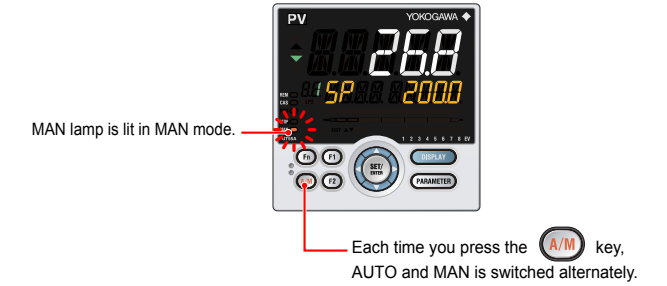 PV
YOKOGAWA
26.8
REM
CAS
SP 200.0
MAN lamp is lit in MAN mode.
1 2 3 4 5 6 7 8 EV
Fn F1 DISPLAY
SET/
ENTER
A/M F2 PARAMETER
Each time you press the A/M key,
AUTO and MAN is switched alternately.